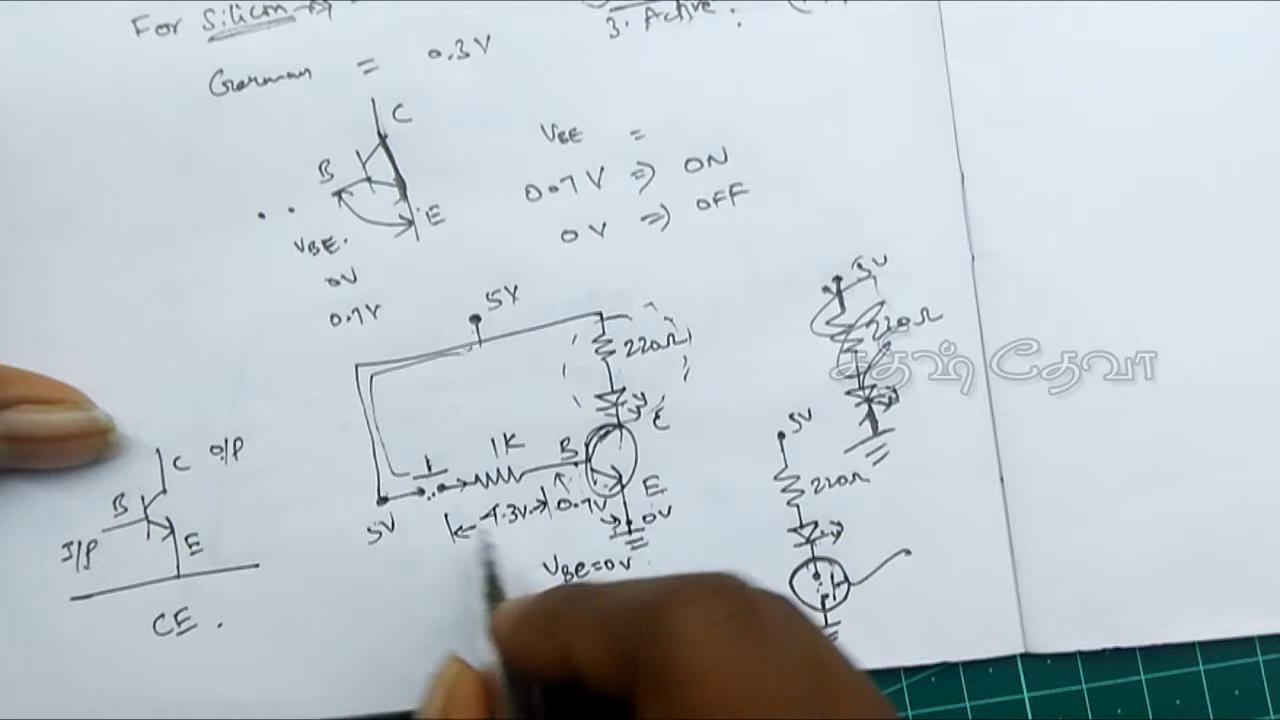 For Silicon →
3. Active.
German = 0.3V
C
B
E
VBE.
0V
0.7V
VBE =
0.7V ⇒ ON
0V ⇒ OFF
5V
220Ω
C
1K
B
E
5V
4.3V
0.7V
0V
VBE=0V
C O/P
B
I/P
E
CE.
5V
220Ω
5V
220Ω
சதீஷ் தேவா